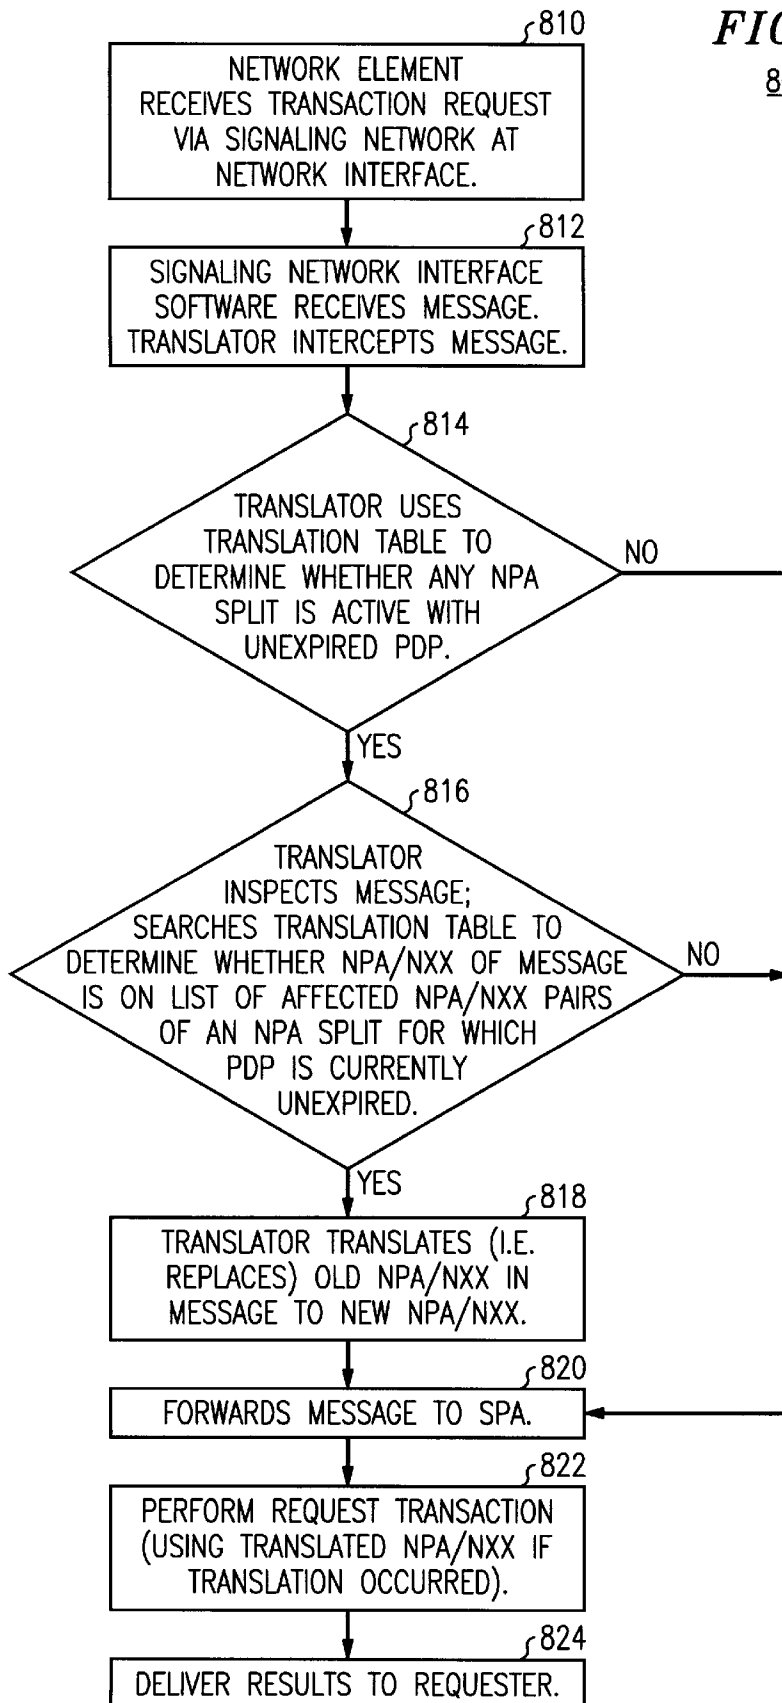 810
FIG
8
NETWORK ELEMENT
RECEIVES TRANSACTION REQUEST
VIA SIGNALING NETWORK AT
NETWORK INTERFACE.
812
SIGNALING NETWORK INTERFACE
SOFTWARE RECEIVES MESSAGE.
TRANSLATOR INTERCEPTS MESSAGE.
814
TRANSLATOR USES
TRANSLATION TABLE TO
DETERMINE WHETHER ANY NPA
SPLIT IS ACTIVE WITH
UNEXPIRED PDP.
NO
YES
816
TRANSLATOR
INSPECTS MESSAGE;
SEARCHES TRANSLATION TABLE TO
DETERMINE WHETHER NPA/NXX OF MESSAGE
IS ON LIST OF AFFECTED NPA/NXX PAIRS
OF AN NPA SPLIT FOR WHICH
PDP IS CURRENTLY
UNEXPIRED.
NO
YES
818
TRANSLATOR TRANSLATES (I.E.
REPLACES) OLD NPA/NXX IN
MESSAGE TO NEW NPA/NXX.
820
FORWARDS MESSAGE TO SPA.
822
PERFORM REQUEST TRANSACTION
(USING TRANSLATED NPA/NXX IF
TRANSLATION OCCURRED).
824
DELIVER RESULTS TO REQUESTER.